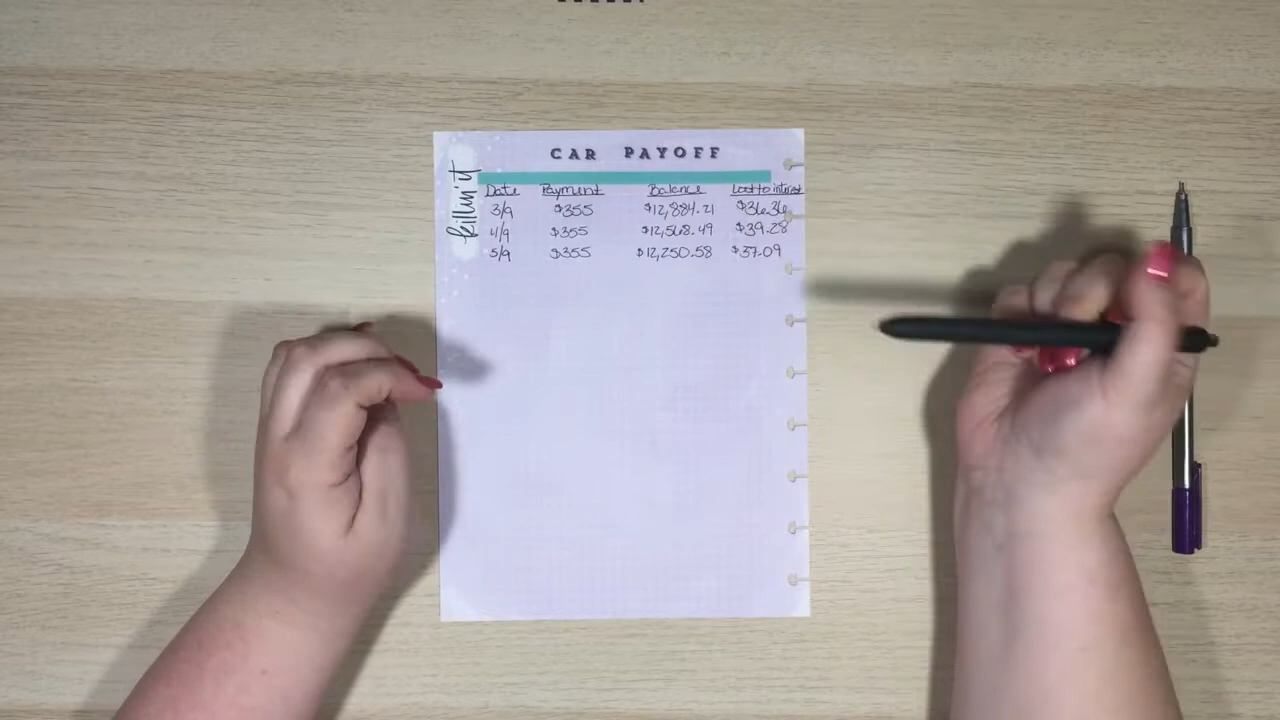 CAR PAYOFF
killin' it
Date Payment Balance Lost to interest
3/9 $355 $12,884.21 $36.36
4/9 $355 $12,568.49 $39.28
5/9 $355 $12,250.58 $37.09